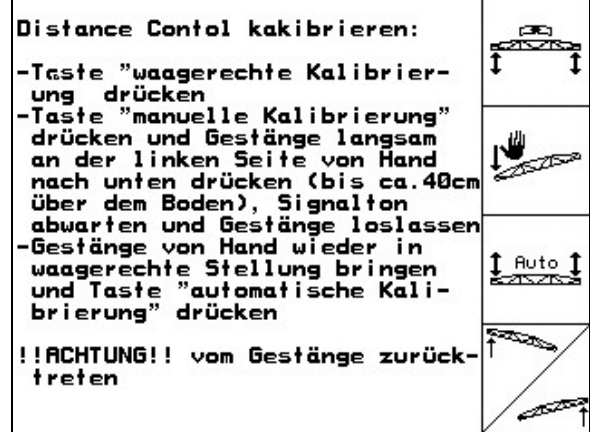 Distance Contol kakibrieren:
-Taste "waagerechte Kalibrier-
ung drücken
-Taste "manuelle Kalibrierung"
drücken und Gestänge langsam
an der linken Seite von Hand
nach unten drücken (bis ca.40cm
über dem Boden), Signalton
abwarten und Gestänge loslassen
-Gestänge von Hand wieder in
waagerechte Stellung bringen
und Taste "automatische Kali-
brierung" drücken
!!ACHTUNG!! vom Gestänge zurück-
treten
Auto